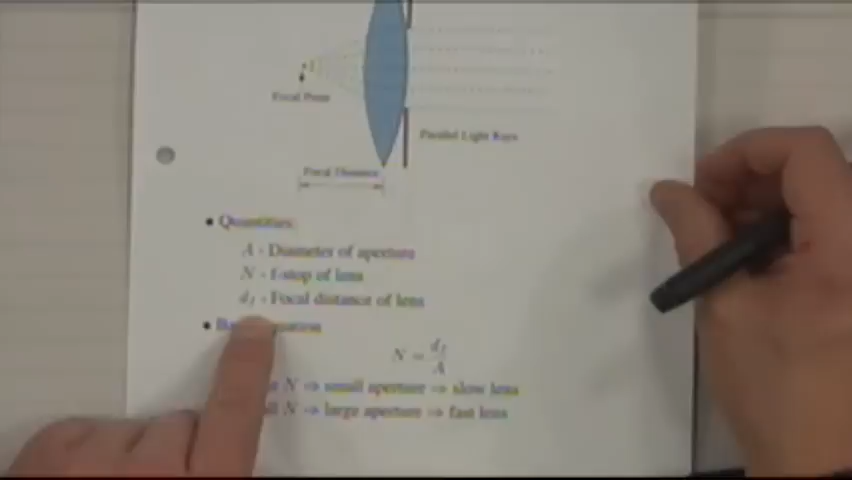 Focal Point
Parallel Light Rays
Focal Distance
• Quantities
A - Diameter of aperture
N - f-stop of lens
d_f - Focal distance of lens
•
N = d_f / A
N ⇒ small aperture ⇒ slow lens
N ⇒ large aperture ⇒ fast lens